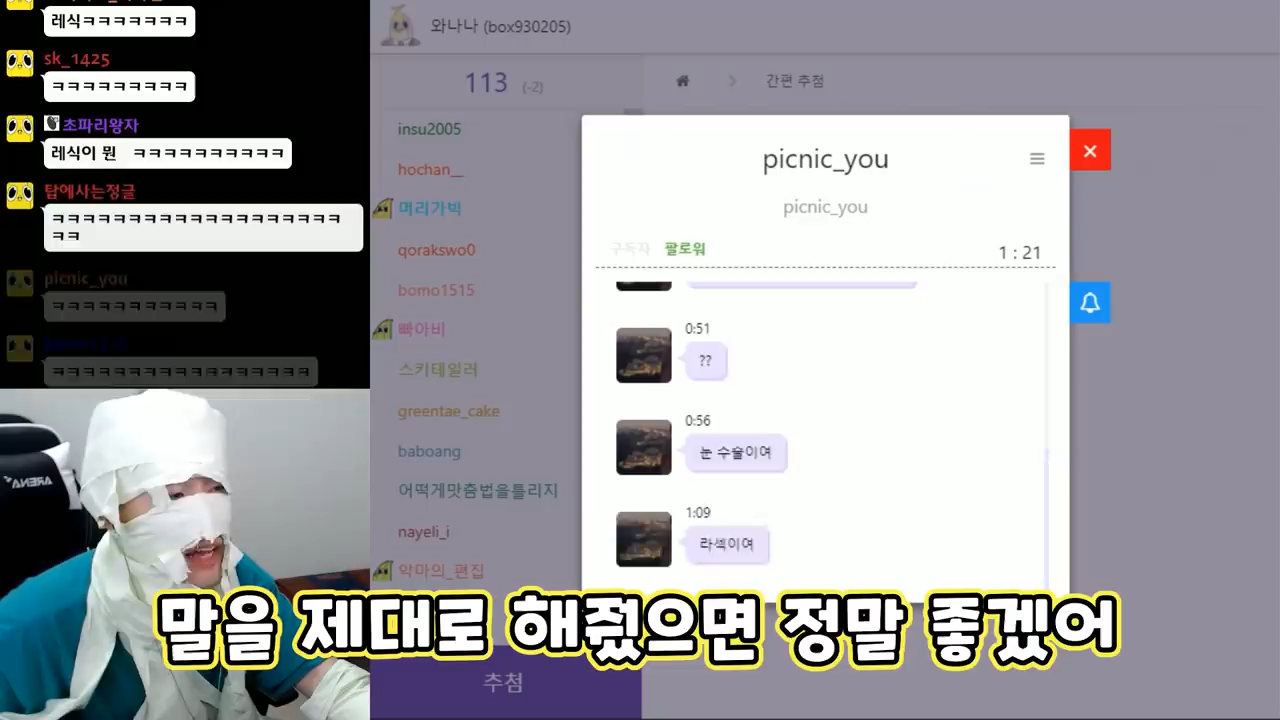 레식ㅋㅋㅋㅋㅋㅋㅋ
sk_1425
ㅋㅋㅋㅋㅋㅋㅋㅋㅋ
초파리왕자
레식이 뭔 ㅋㅋㅋㅋㅋㅋㅋㅋㅋㅋ
탑에사는정글
ㅋㅋㅋㅋㅋㅋㅋㅋㅋㅋㅋㅋㅋㅋㅋㅋㅋㅋㅋ
ㅋㅋ
picnic_you
ㅋㅋㅋㅋㅋㅋㅋㅋㅋㅋㅋ
ㅋㅋㅋㅋㅋㅋㅋㅋㅋㅋㅋㅋㅋㅋㅋㅋㅋ
ARENA
와나나 (box930205)
113 (-2)
간편 추첨
insu2005
hochan__
머리가빅
qorakswo0
bomo1515
빠아비
스키테일러
greentae_cake
baboang
어떡게맛춤법을틀리지
nayeli_i
악마의_편집
추첨
picnic_you
picnic_you
구독자 팔로워
1 : 21
0:51
??
0:56
눈 수술이여
1:09
라섹이여
말을 제대로 해줬으면 정말 좋겠어